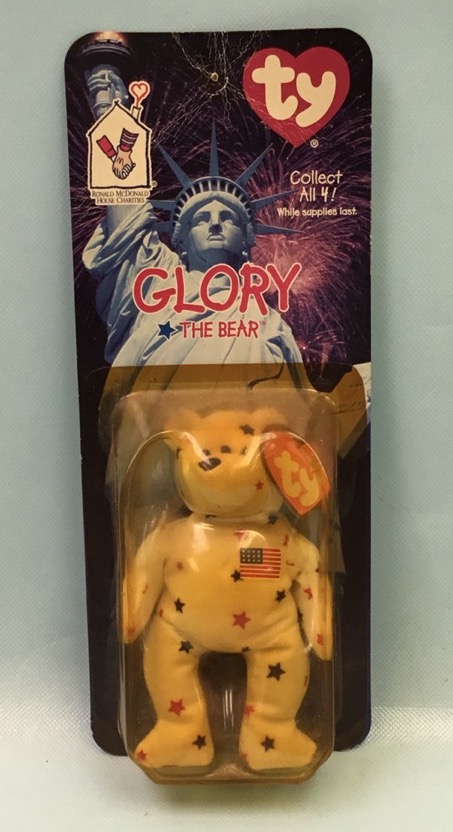 RONALD MCDONALD
HOUSE CHARITIES
®
ty
®
Collect
All 4!
While supplies last.
GLORY
THE BEAR
ty